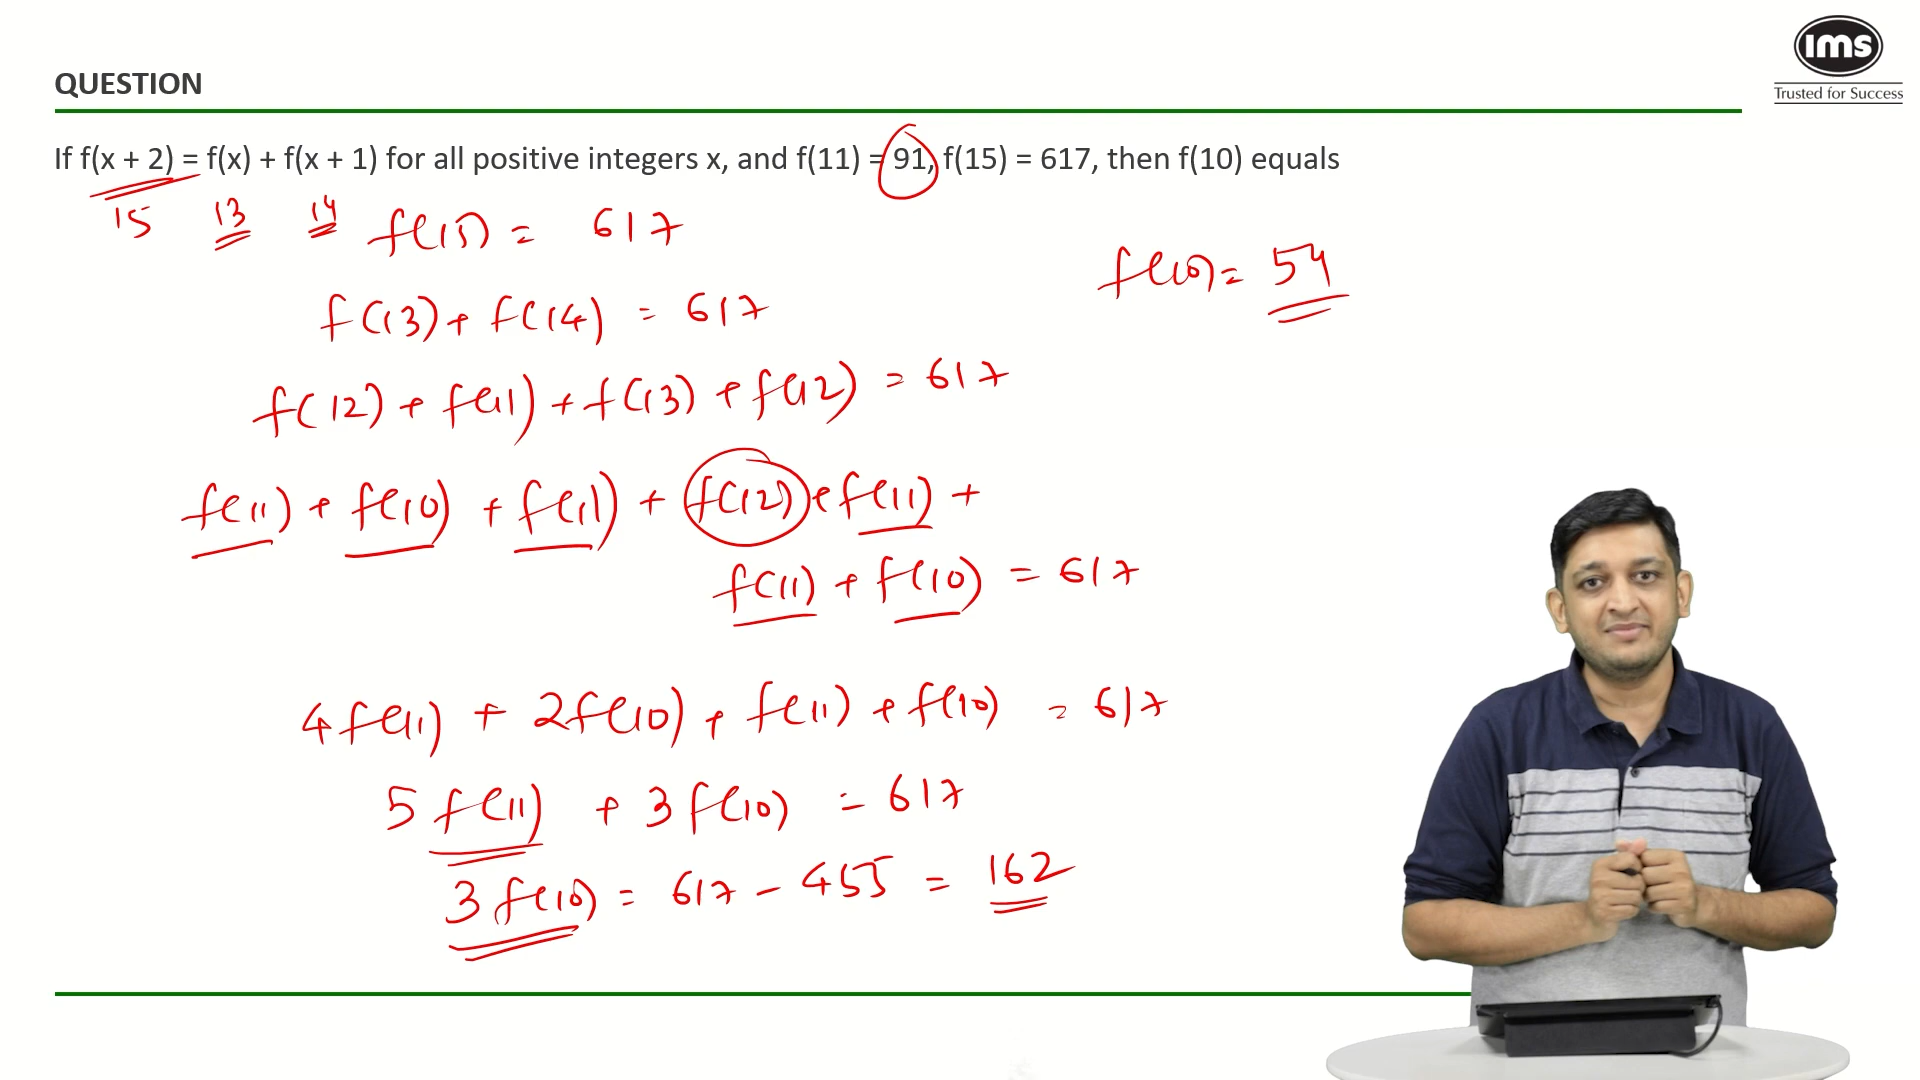 ims
Trusted for Success
QUESTION
If f(x + 2) = f(x) + f(x + 1) for all positive integers x, and f(11) = 91, f(15) = 617, then f(10) equals
15 13 14
f(15) = 617
f(10) = 54
f(13) + f(14) = 617
f(12) + f(11) + f(13) + f(12) = 617
f(11) + f(10) + f(11) + f(12) + f(11) +
f(11) + f(10) = 617
4f(11) + 2f(10) + f(11) + f(10) = 617
5f(11) + 3f(10) = 617
3f(10) = 617 - 455 = 162